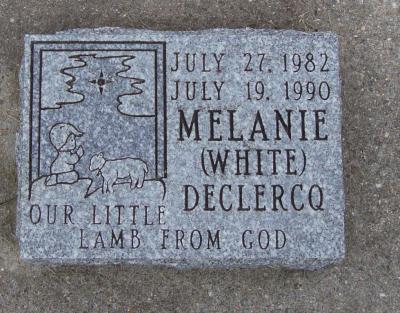 JULY 27, 1982
JULY 19, 1990
MELANIE
(WHITE)
DECLERCQ
OUR LITTLE
LAMB FROM GOD